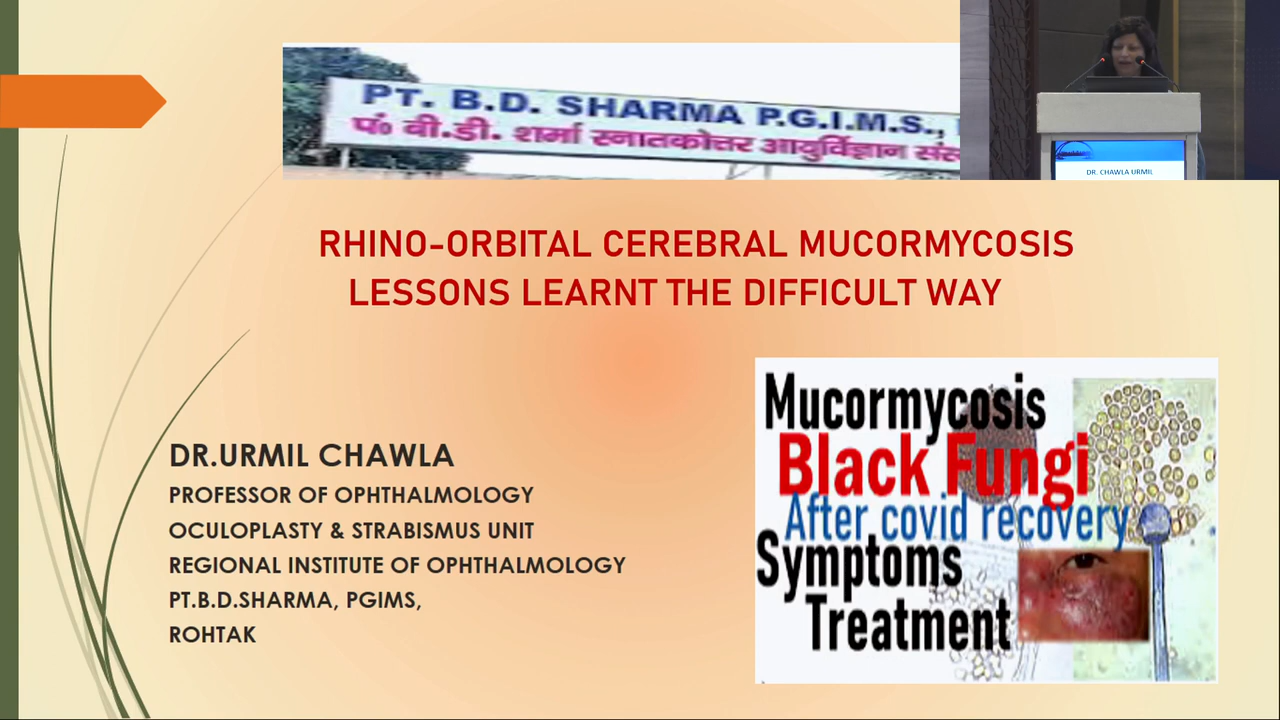 PT. B.D. SHARMA P.G.I.M.S.,
पं० बी.डी. शर्मा स्नातकोत्तर आयुर्विज्ञान
DR. CHAWLA URMIL
RHINO-ORBITAL CEREBRAL MUCORMYCOSIS
LESSONS LEARNT THE DIFFICULT WAY
DR.URMIL CHAWLA
PROFESSOR OF OPHTHALMOLOGY
OCULOPLASTY & STRABISMUS UNIT
REGIONAL INSTITUTE OF OPHTHALMOLOGY
PT.B.D.SHARMA, PGIMS,
ROHTAK
Mucormycosis
Black Fungi
After covid recovery
Symptoms
Treatment